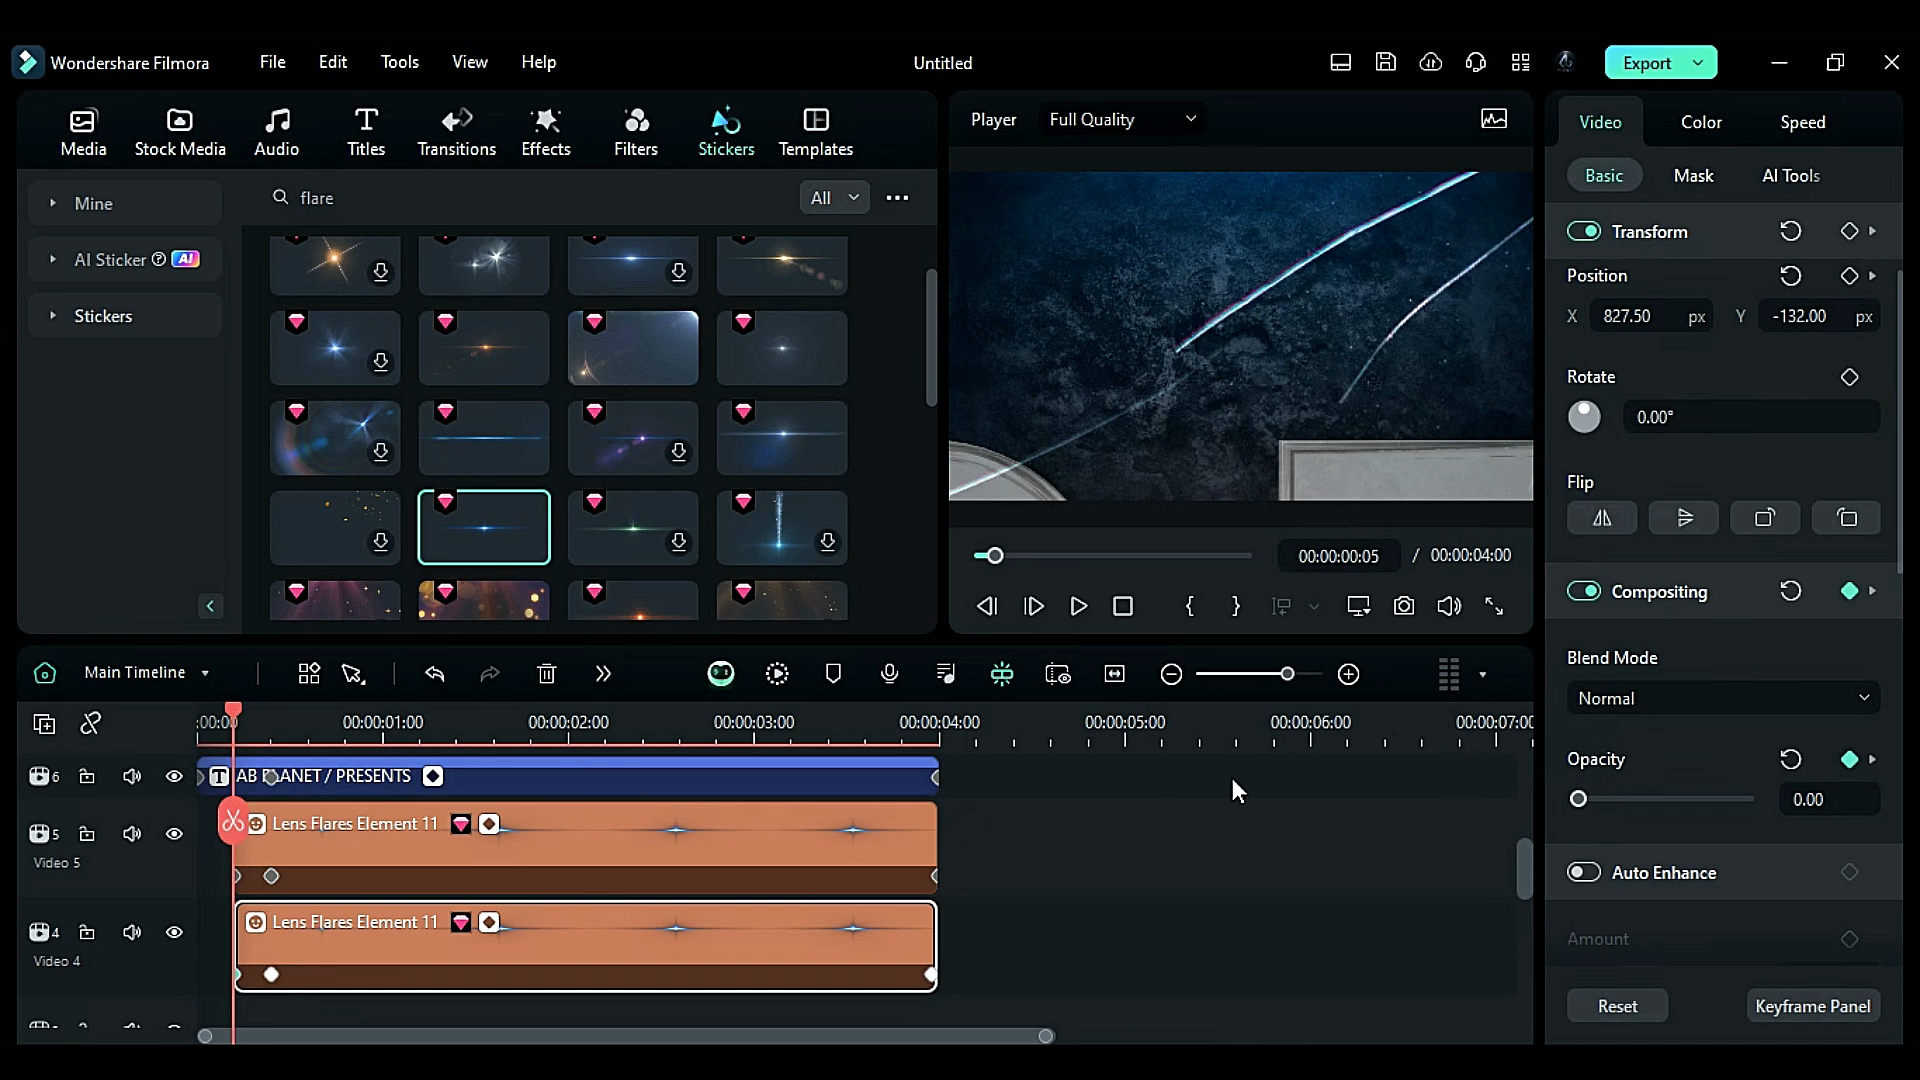 Wondershare Filmora
File
Edit
Tools
View
Help
Untitled
Export
Media
Stock Media
Audio
Titles
Transitions
Effects
Filters
Stickers
Templates
Player
Full Quality
Video
Color
Speed
Basic
Mask
AI Tools
Mine
AI Sticker
AI
Stickers
flare
All
Transform
Position
X 827.50 px
Y -132.00 px
Rotate
0.00°
Flip
Compositing
Blend Mode
Normal
Opacity
0.00
Auto Enhance
Amount
Reset
Keyframe Panel
00:00:00:05 / 00:00:04:00
Main Timeline
:00:00
00:00:01:00
00:00:02:00
00:00:03:00
00:00:04:00
00:00:05:00
00:00:06:00
00:00:07:00
6
T
AB PLANET / PRESENTS
5
Lens Flares Element 11
Video 5
4
Lens Flares Element 11
Video 4